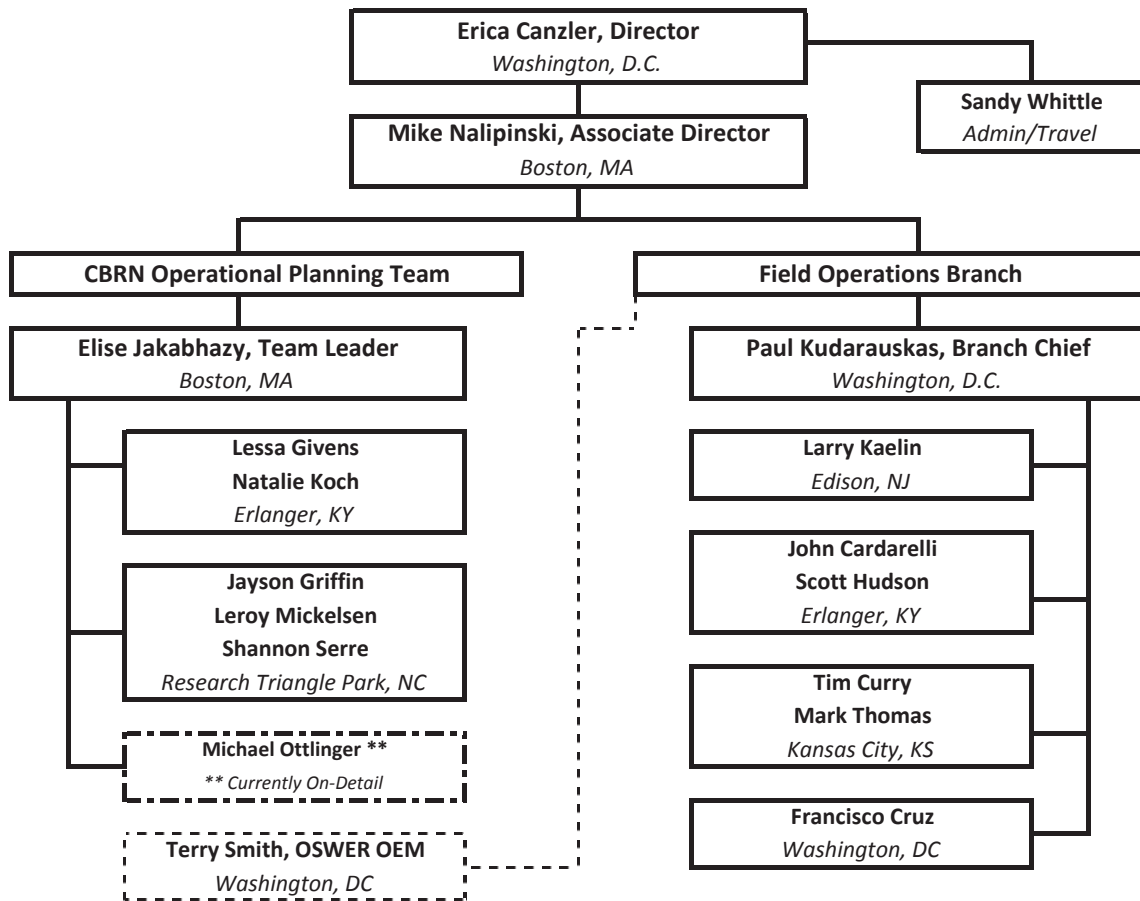 Erica Canzler, Director
Washington, D.C.
Sandy Whittle
Admin/Travel
Mike Nalipinski, Associate Director
Boston, MA
CBRN Operational Planning Team
Elise Jakabhazy, Team Leader
Boston, MA
Lessa Givens
Natalie Koch
Erlanger, KY
Jayson Griffin
Leroy Mickelsen
Shannon Serre
Research Triangle Park, NC
Michael Ottlinger **
** Currently On-Detail
Terry Smith, OSWER OEM
Washington, DC
Field Operations Branch
Paul Kudarauskas, Branch Chief
Washington, D.C.
Larry Kaelin
Edison, NJ
John Cardarelli
Scott Hudson
Erlanger, KY
Tim Curry
Mark Thomas
Kansas City, KS
Francisco Cruz
Washington, DC